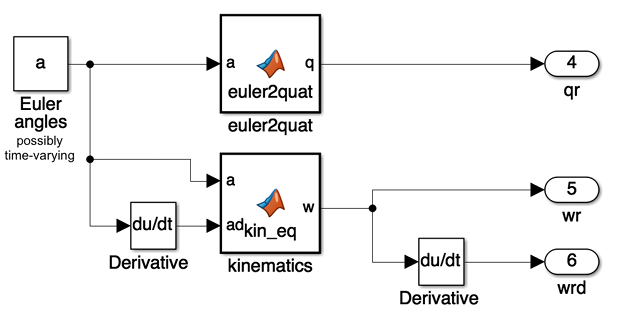 a
Euler
angles
possibly
time-varying
a
q
euler2quat
euler2quat
4
qr
a
ad
w
kin_eq
kinematics
du/dt
Derivative
5
wr
du/dt
Derivative
6
wrd